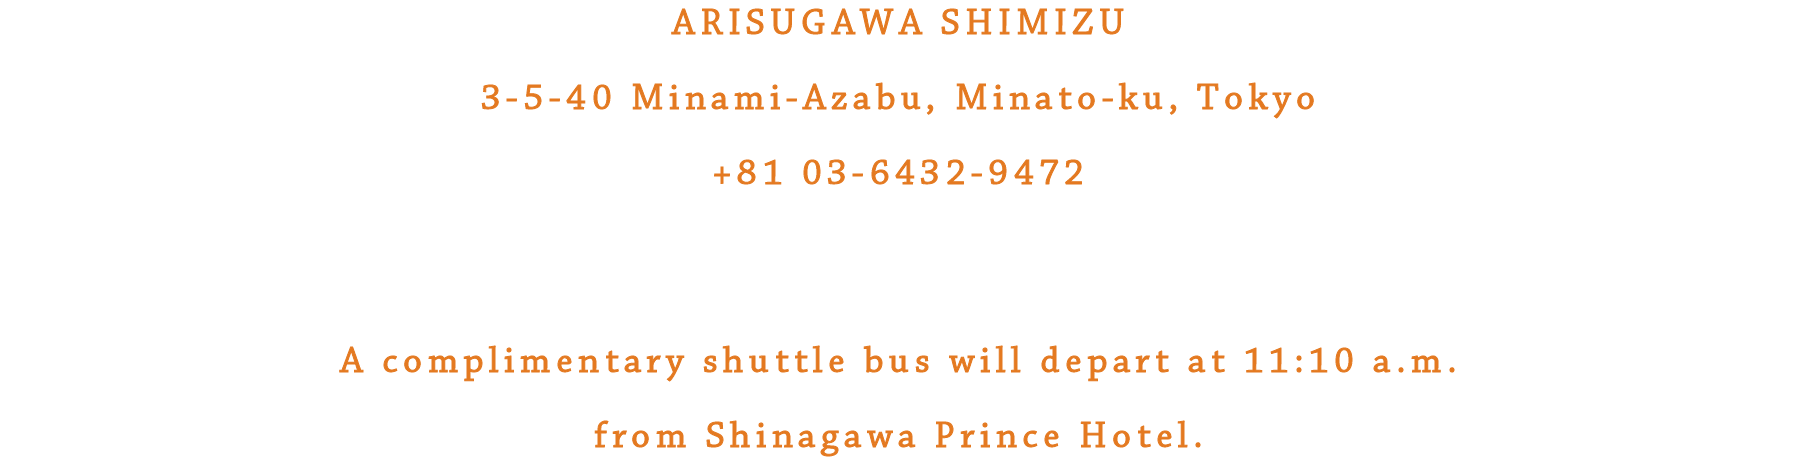 ARISUGAWA SHIMIZU
3-5-40 Minami-Azabu, Minato-ku, Tokyo
+81 03-6432-9472
A complimentary shuttle bus will depart at 11:10 a.m.
from Shinagawa Prince Hotel.